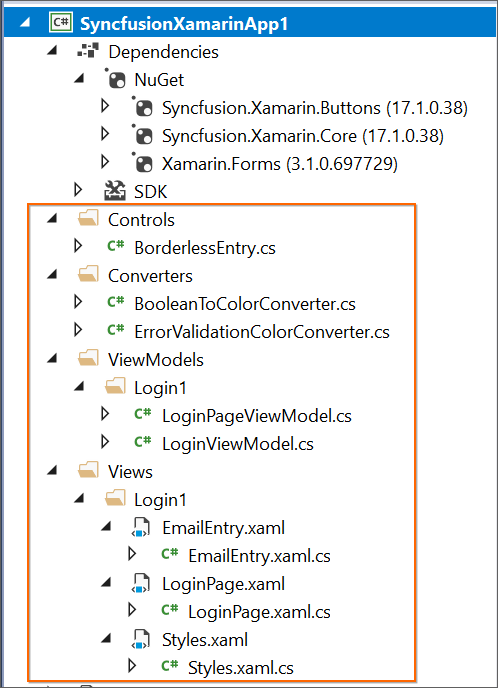 C# SyncfusionXamarinApp1
Dependencies
NuGet
Syncfusion.Xamarin.Buttons (17.1.0.38)
Syncfusion.Xamarin.Core (17.1.0.38)
Xamarin.Forms (3.1.0.697729)
SDK
Controls
C# BorderlessEntry.cs
Converters
C# BooleanToColorConverter.cs
C# ErrorValidationColorConverter.cs
ViewModels
Login1
C# LoginPageViewModel.cs
C# LoginViewModel.cs
Views
Login1
EmailEntry.xaml
C# EmailEntry.xaml.cs
LoginPage.xaml
C# LoginPage.xaml.cs
Styles.xaml
C# Styles.xaml.cs